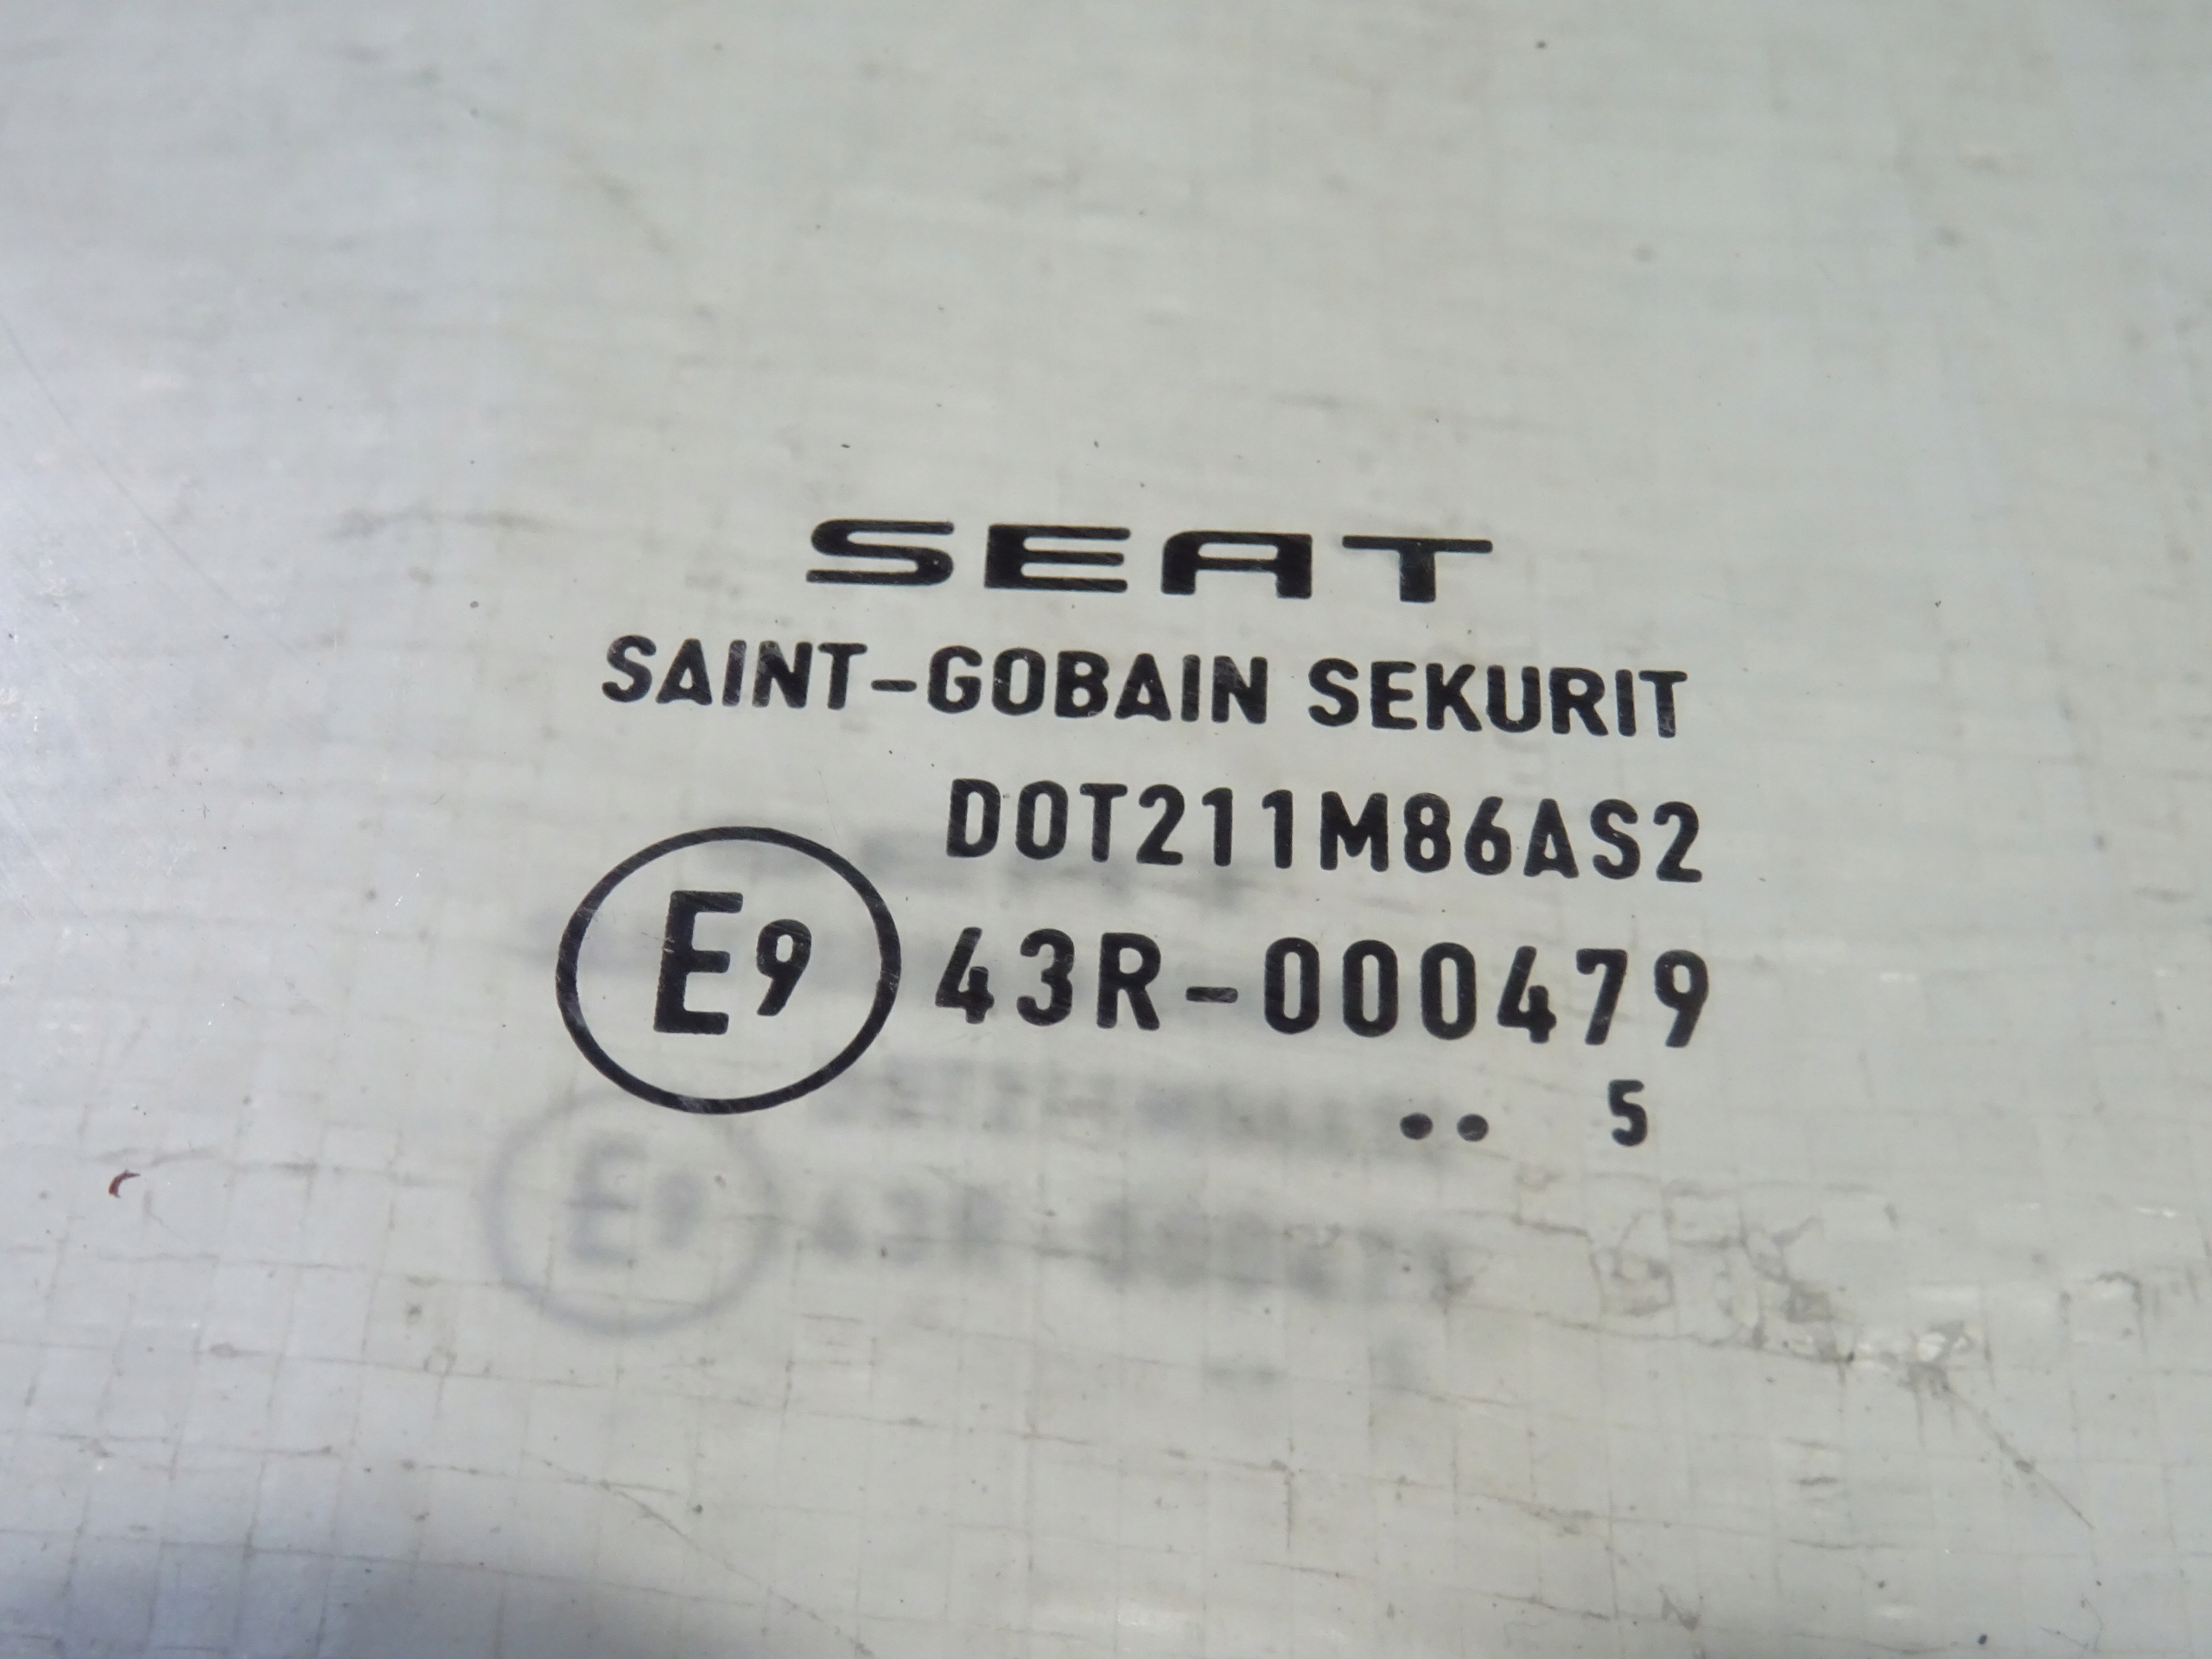 SEAT
SAINT-GOBAIN SEKURIT
DOT211M86AS2
E9 43R-000479
•• 5